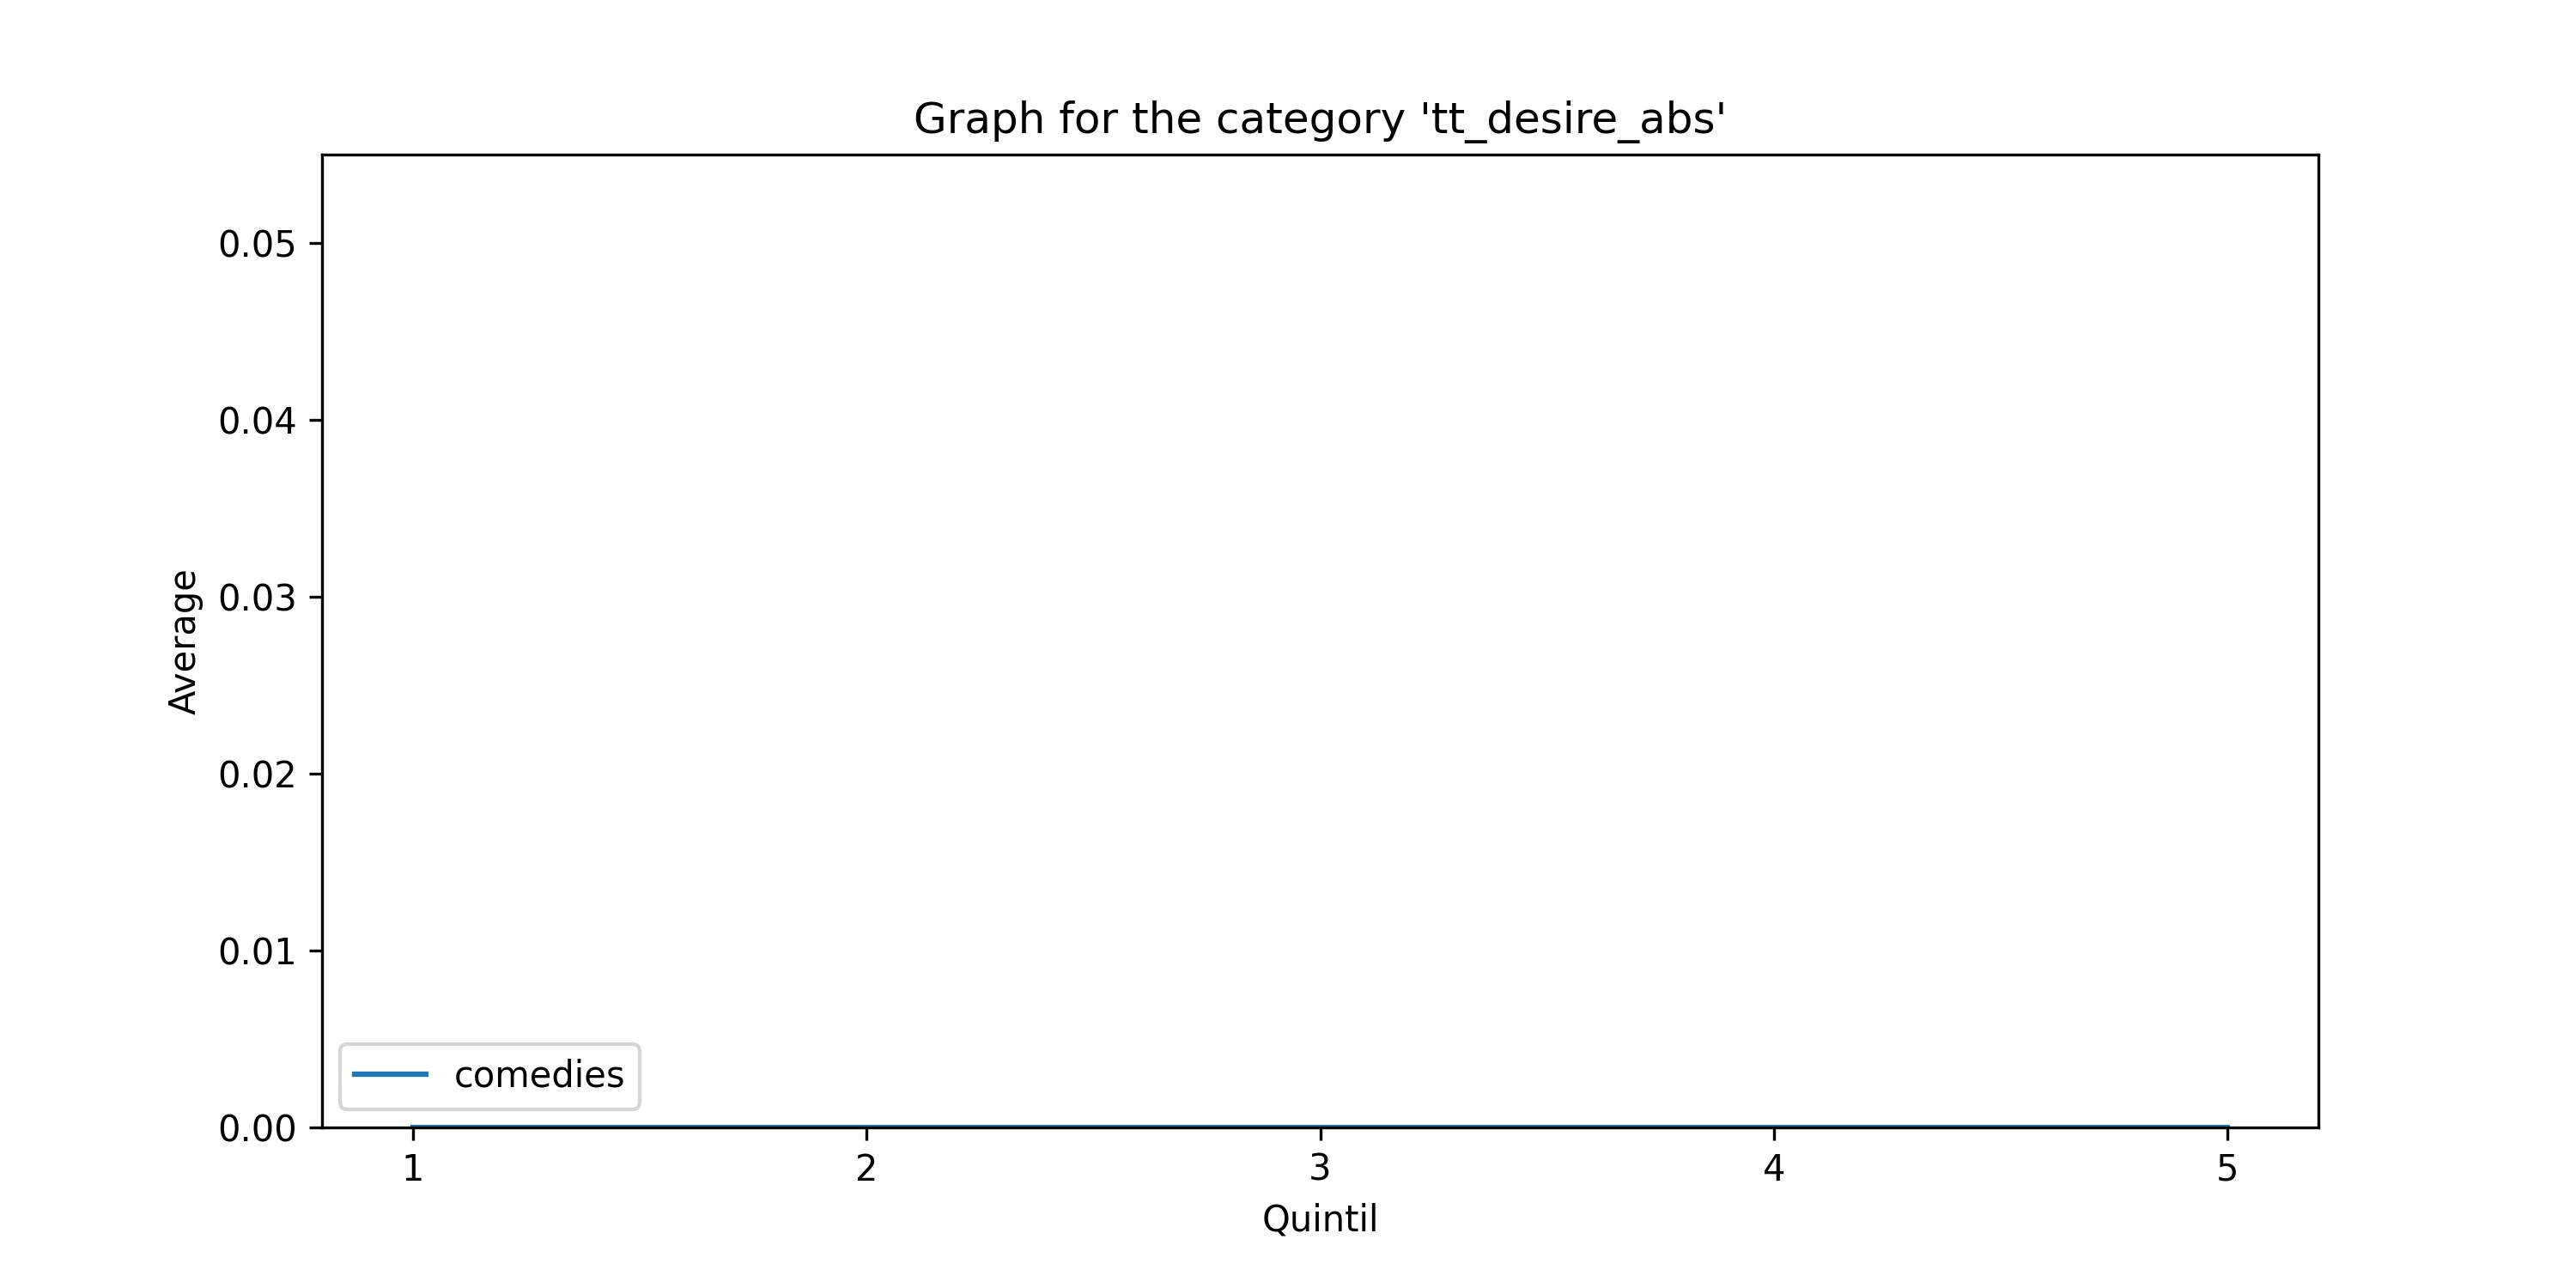 Graph for the category 'tt_desire_abs'
Average
0.05
0.04
0.03
0.02
0.01
0.00
comedies
1 2 3 4 5
Quintil